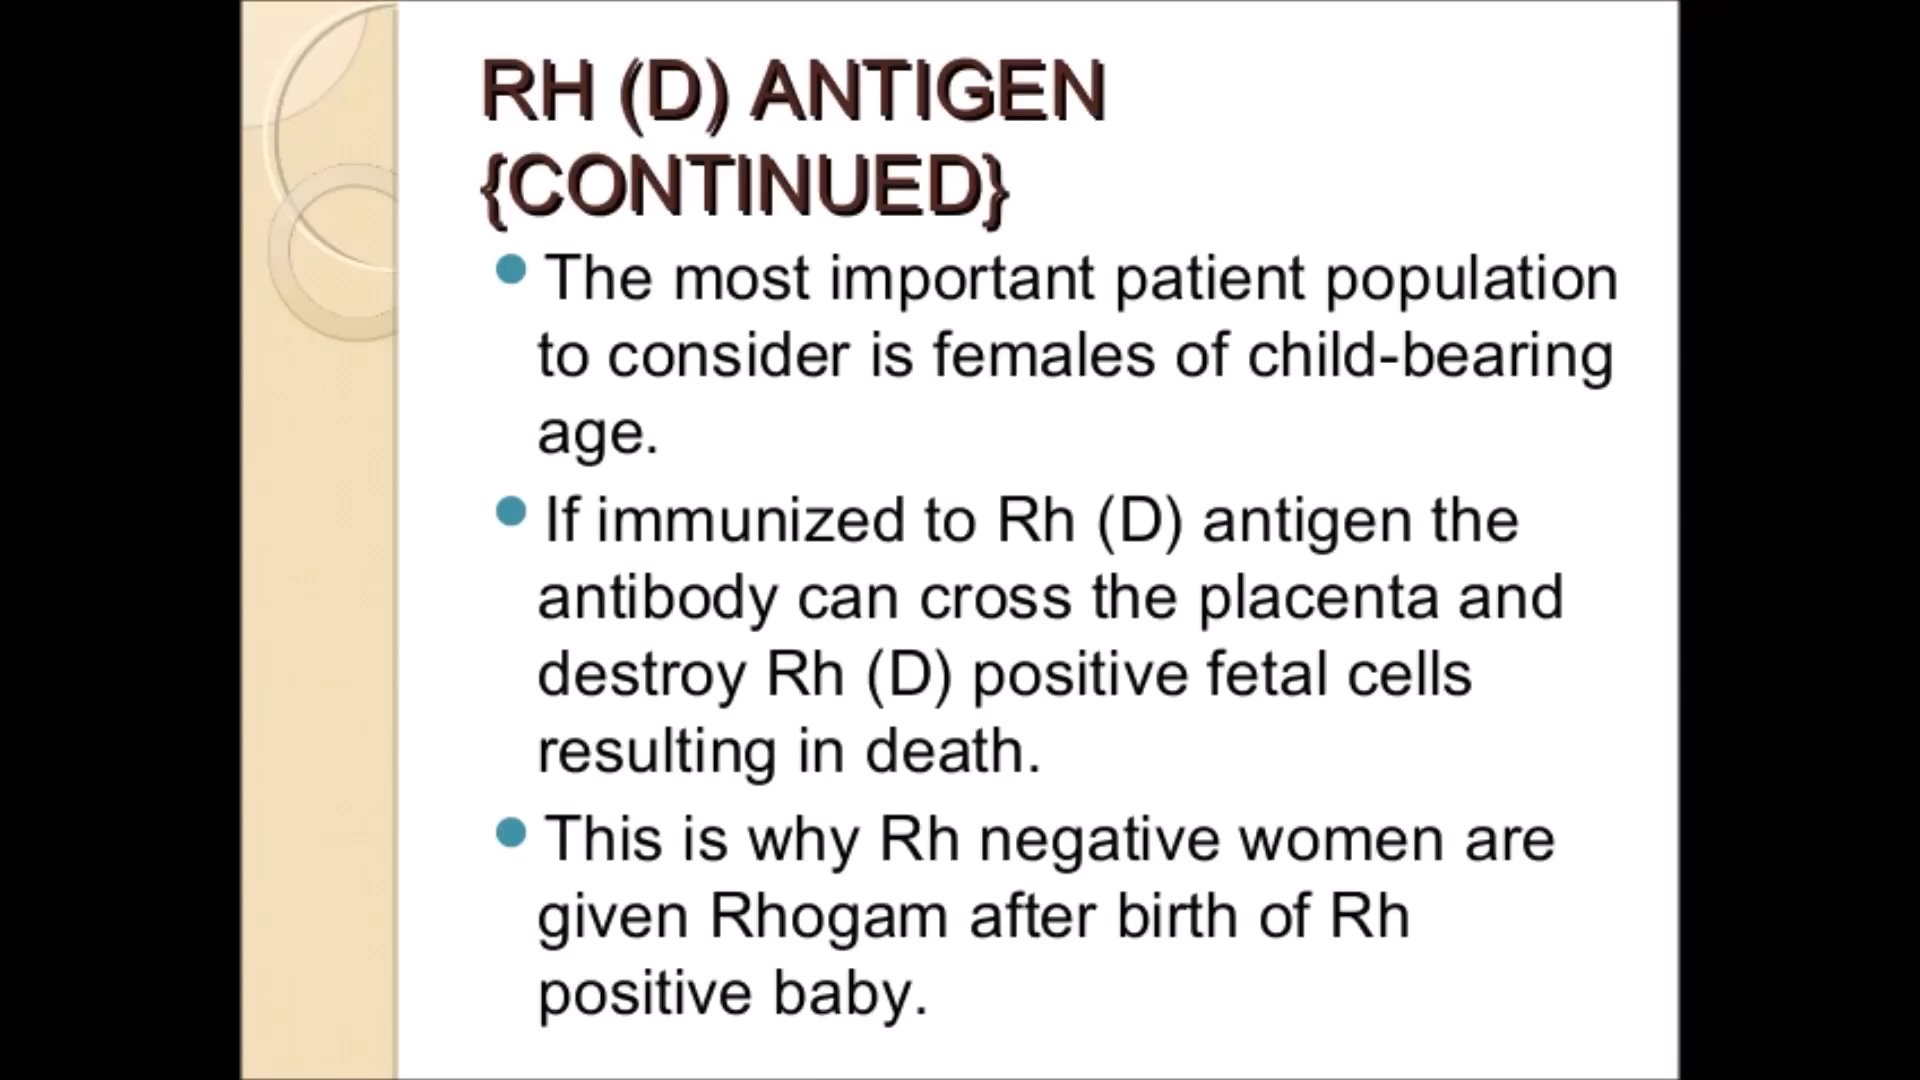 RH (D) ANTIGEN
{CONTINUED}
The most important patient population
to consider is females of child-bearing
age.
If immunized to Rh (D) antigen the
antibody can cross the placenta and
destroy Rh (D) positive fetal cells
resulting in death.
This is why Rh negative women are
given Rhogam after birth of Rh
positive baby.